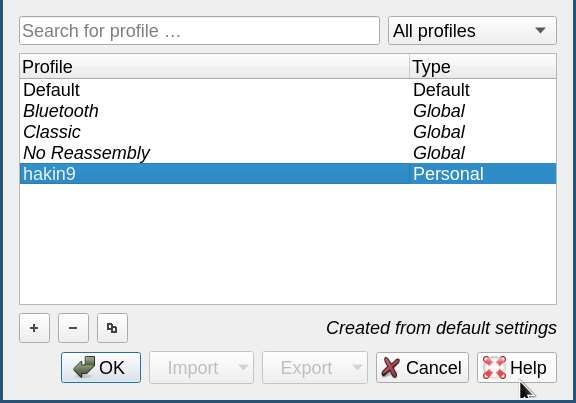 Search for profile … All profiles
Profile Type
Default Default
Bluetooth Global
Classic Global
No Reassembly Global
hakin9 Personal
Created from default settings
OK Import Export Cancel Help